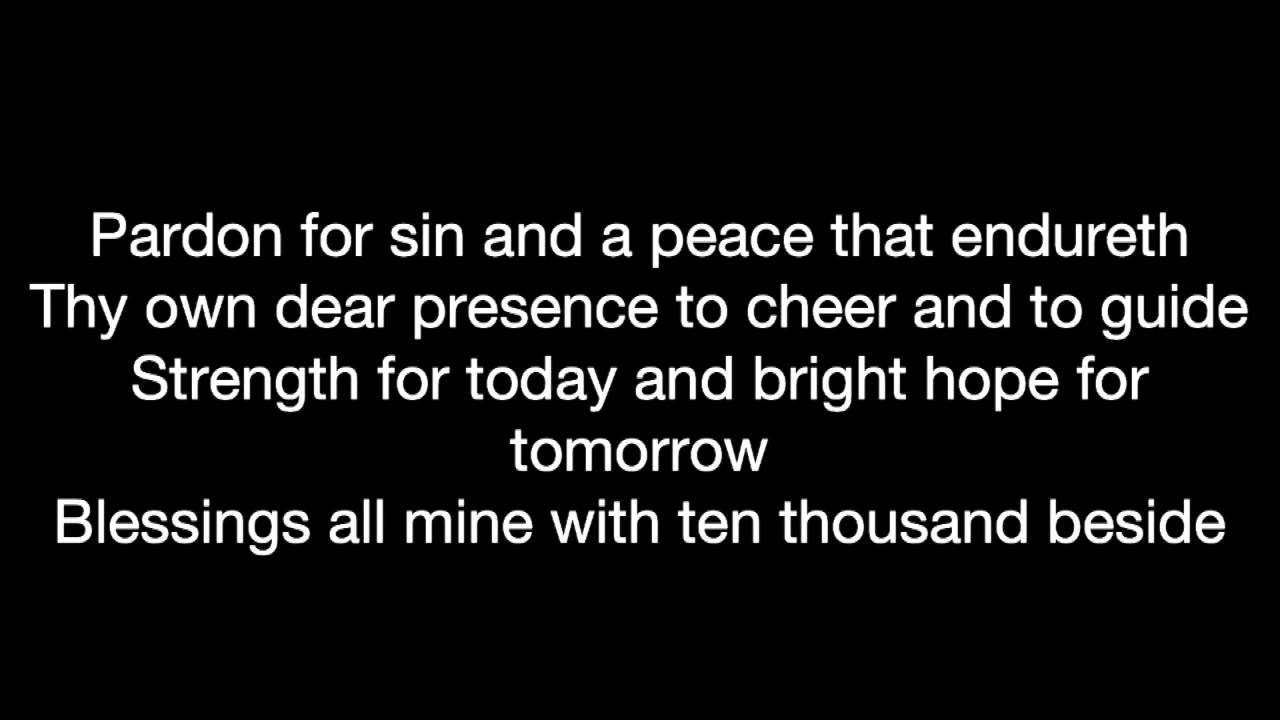 Pardon for sin and a peace that endureth
Thy own dear presence to cheer and to guide
Strength for today and bright hope for
tomorrow
Blessings all mine with ten thousand beside